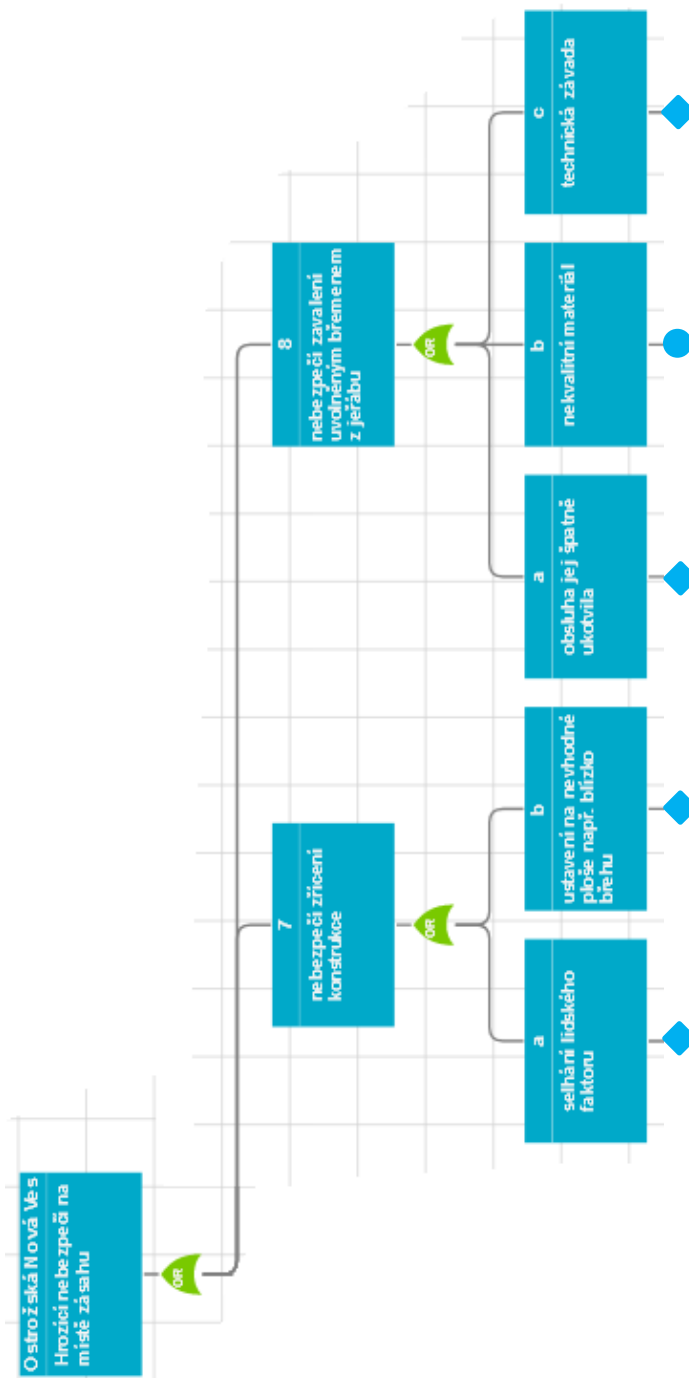 Ostrožská Nová Ves
Hrozící nebezpečí na
místě zásahu
OR
7
nebezpečí zřícení
konstrukce
OR
8
nebezpečí zavalení
uvolněným břemenem
z jeřábu
OR
a
selhání lidského
faktoru
b
ustavení na nevhodné
ploše např. blízko
břehu
a
obsluha jej špatně
ukotvila
b
nekvalitní materiál
c
technická závada